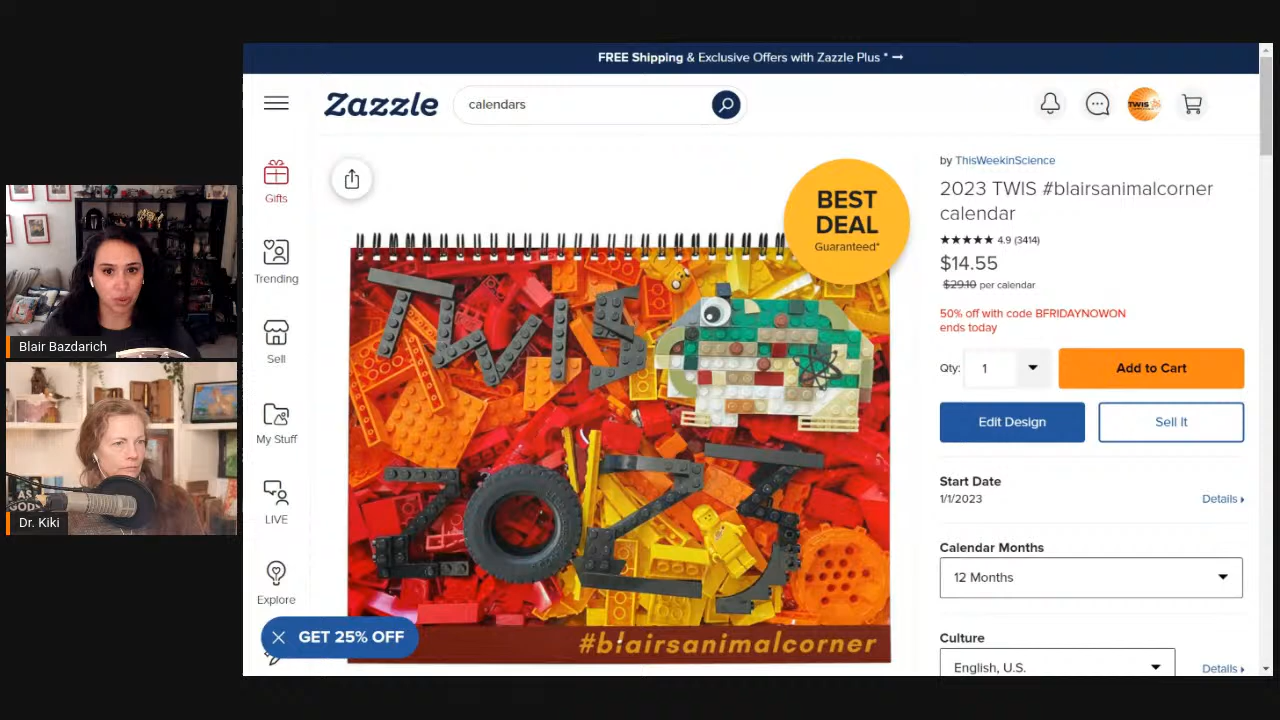 FREE Shipping & Exclusive Offers with Zazzle Plus * →
Zazzle
calendars
TWIS
Gifts
Trending
Sell
My Stuff
LIVE
Explore
GET 25% OFF
BEST
DEAL
Guaranteed*
TWIS
2023
#blairsanimalcorner
by ThisWeekinScience
2023 TWIS #blairsanimalcorner
calendar
★★★★★ 4.9 (3414)
$14.55
$29.10 per calendar
50% off with code BFRIDAYNOWON
ends today
Qty: 1
Add to Cart
Edit Design
Sell It
Start Date
1/1/2023
Details
Calendar Months
12 Months
Culture
English, U.S.
Details
Blair Bazdarich
AS
GOD
Dr. Kiki